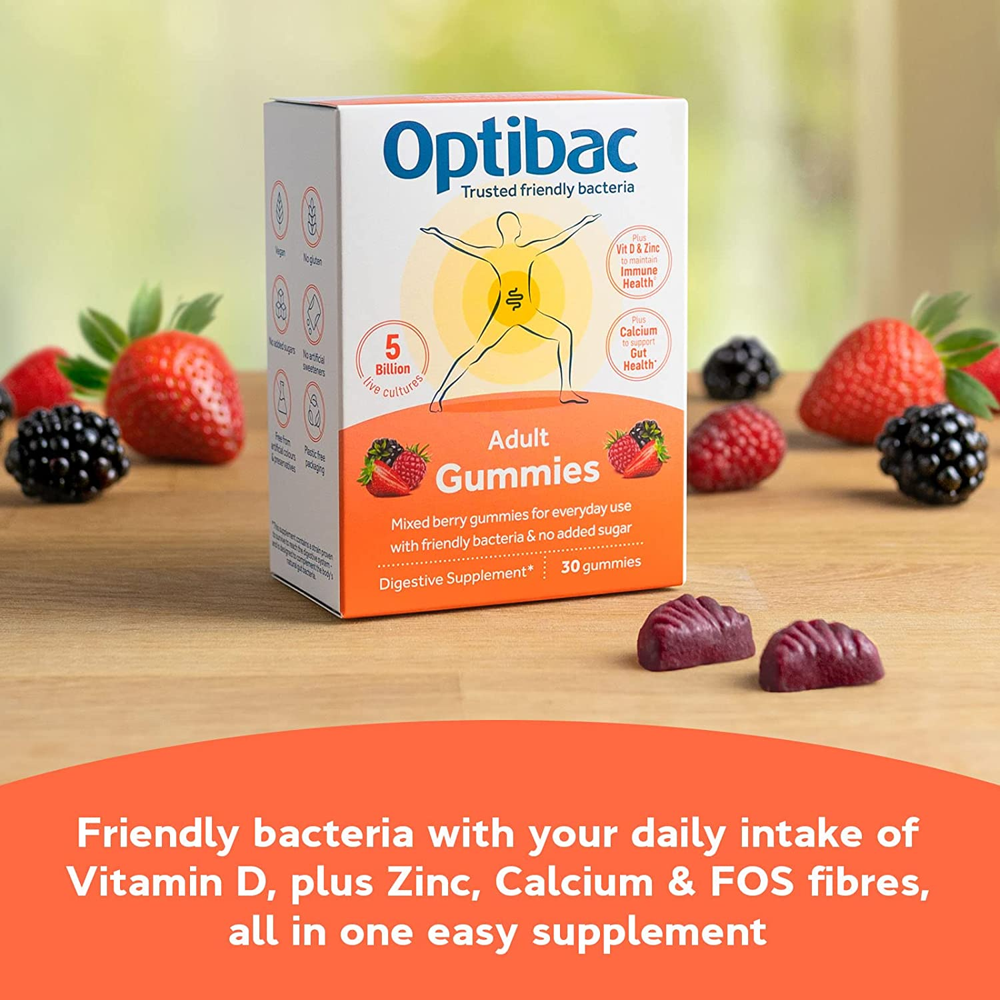 Optibac
Trusted friendly bacteria
Plus
Vit D & Zinc
to maintain
Immune
Health◊
Plus
Calcium
to support
Gut
Health*
5
Billion
live cultures
Adult
Gummies
Mixed berry gummies for everyday use
with friendly bacteria & no added sugar
Digestive Supplement*
30 gummies
Vegan
No gluten
No added sugars
No artificial
sweeteners
Free from
artificial colours
& preservatives
Plastic free
packaging
*This supplement contains a strain proven
to survive to reach the digestive system -
and is designed to complement the body's
natural gut bacteria.
Friendly bacteria with your daily intake of
Vitamin D, plus Zinc, Calcium & FOS fibres,
all in one easy supplement